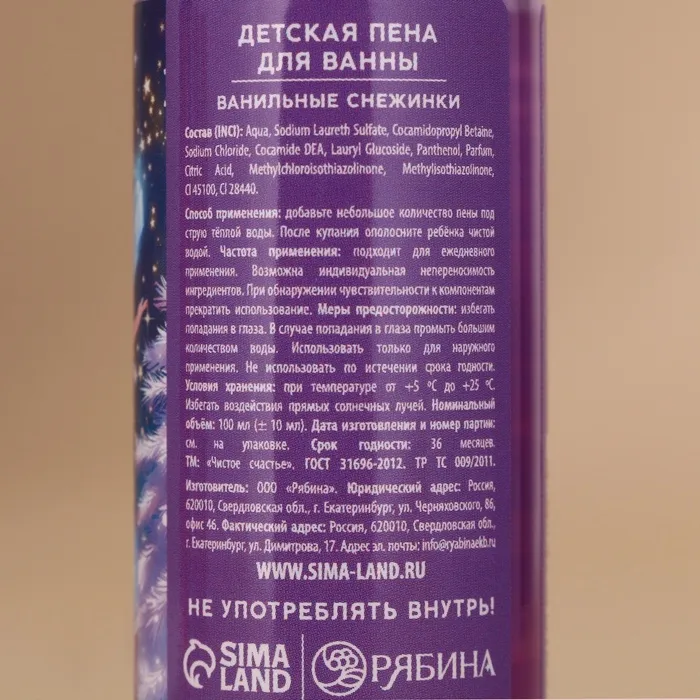 ДЕТСКАЯ ПЕНА
ДЛЯ ВАННЫ
ВАНИЛЬНЫЕ СНЕЖИНКИ
Состав (INCI): Aqua, Sodium Laureth Sulfate, Cocamidopropyl Betaine,
Sodium Chloride, Cocamide DEA, Lauryl Glucoside, Panthenol, Parfum,
Citric Acid, Methylchloroisothiazolinone, Methylisothiazolinone,
CI 45100, CI 28440.
Способ применения: добавьте небольшое количество пены под
струю тёплой воды. После купания ополосните ребёнка чистой
водой. Частота применения: подходит для ежедневного
применения. Возможна индивидуальная непереносимость
ингредиентов. При обнаружении чувствительности к компонентам
прекратить использование. Меры предосторожности: избегать
попадания в глаза. В случае попадания в глаза промыть большим
количеством воды. Использовать только для наружного
применения. Не использовать по истечении срока годности.
Условия хранения: при температуре от +5 °С до +25 °С.
Избегать воздействия прямых солнечных лучей. Номинальный
объём: 100 мл (± 10 мл). Дата изготовления и номер партии:
см. на упаковке. Срок годности: 36 месяцев.
ТМ: «Чистое счастье». ГОСТ 31696-2012. ТР ТС 009/2011.
Изготовитель: ООО «Рябина». Юридический адрес: Россия,
620010, Свердловская обл., г. Екатеринбург, ул. Черняховского, 86,
офис 46. Фактический адрес: Россия, 620010, Свердловская обл.,
г. Екатеринбург, ул. Димитрова, 17. Адрес эл. почты: info@ryabinaekb.ru
WWW.SIMA-LAND.RU
НЕ УПОТРЕБЛЯТЬ ВНУТРЬ!
SIMA
LAND
РЯБИНА